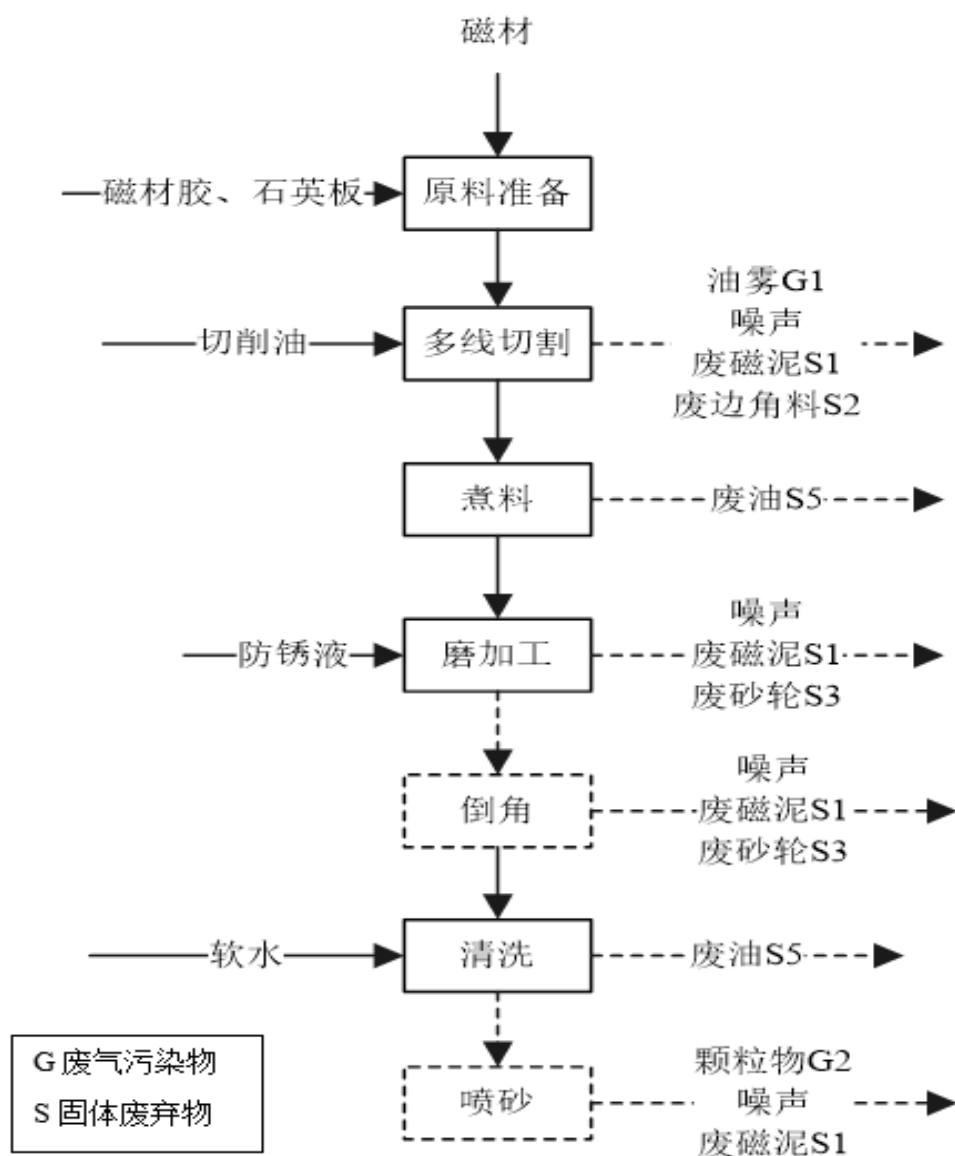 磁材
磁材胶、石英板
原料准备
油雾G1
噪声
切削油
多线切割
废磁泥S1
废边角料S2
煮料
废油S5
噪声
防锈液
磨加工
废磁泥S1
废砂轮S3
噪声
倒角
废磁泥S1
废砂轮S3
软水
清洗
废油S5
G 废气污染物
S 固体废弃物
颗粒物G2
喷砂
噪声
废磁泥S1